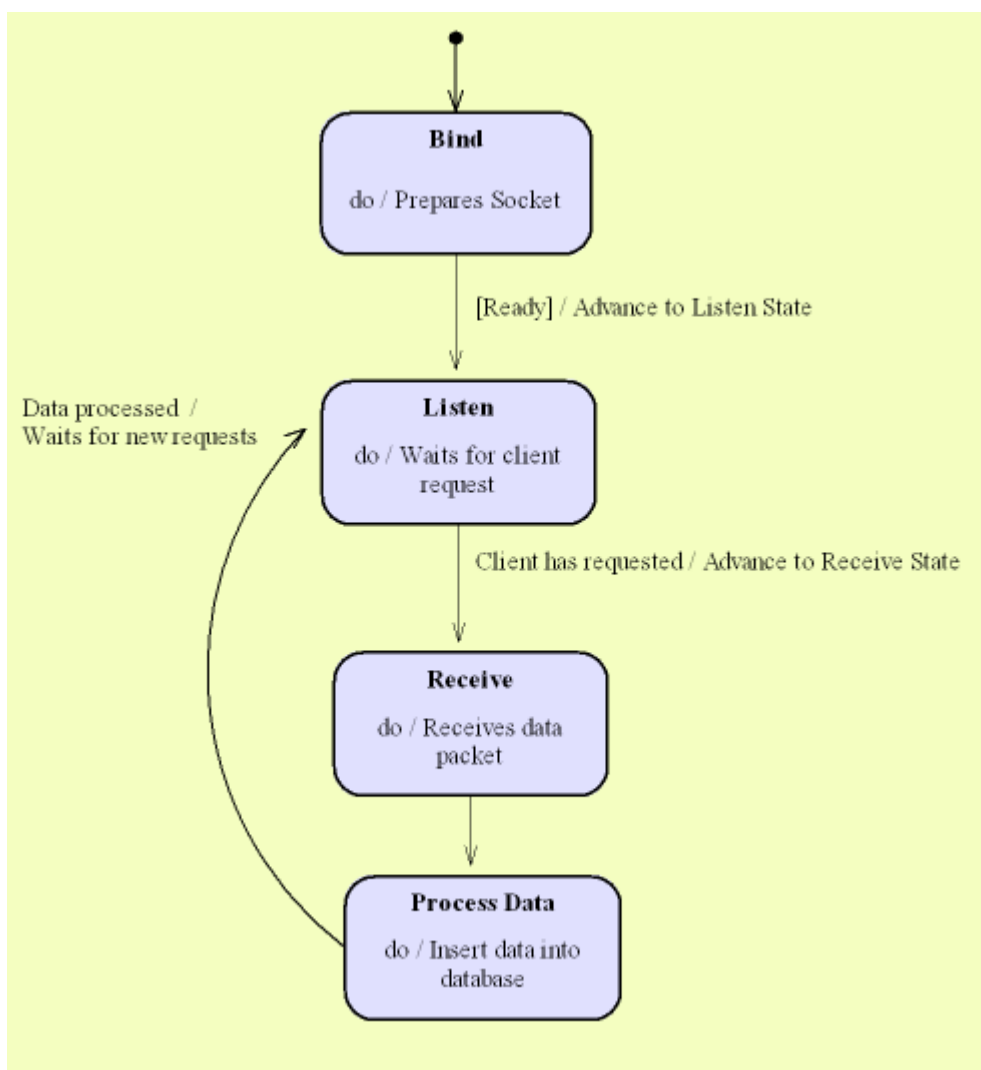 Bind
do / Prepares Socket
[Ready] / Advance to Listen State
Data processed /
Waits for new requests
Listen
do / Waits for client
request
Client has requested / Advance to Receive State
Receive
do / Receives data
packet
Process Data
do / Insert data into
database